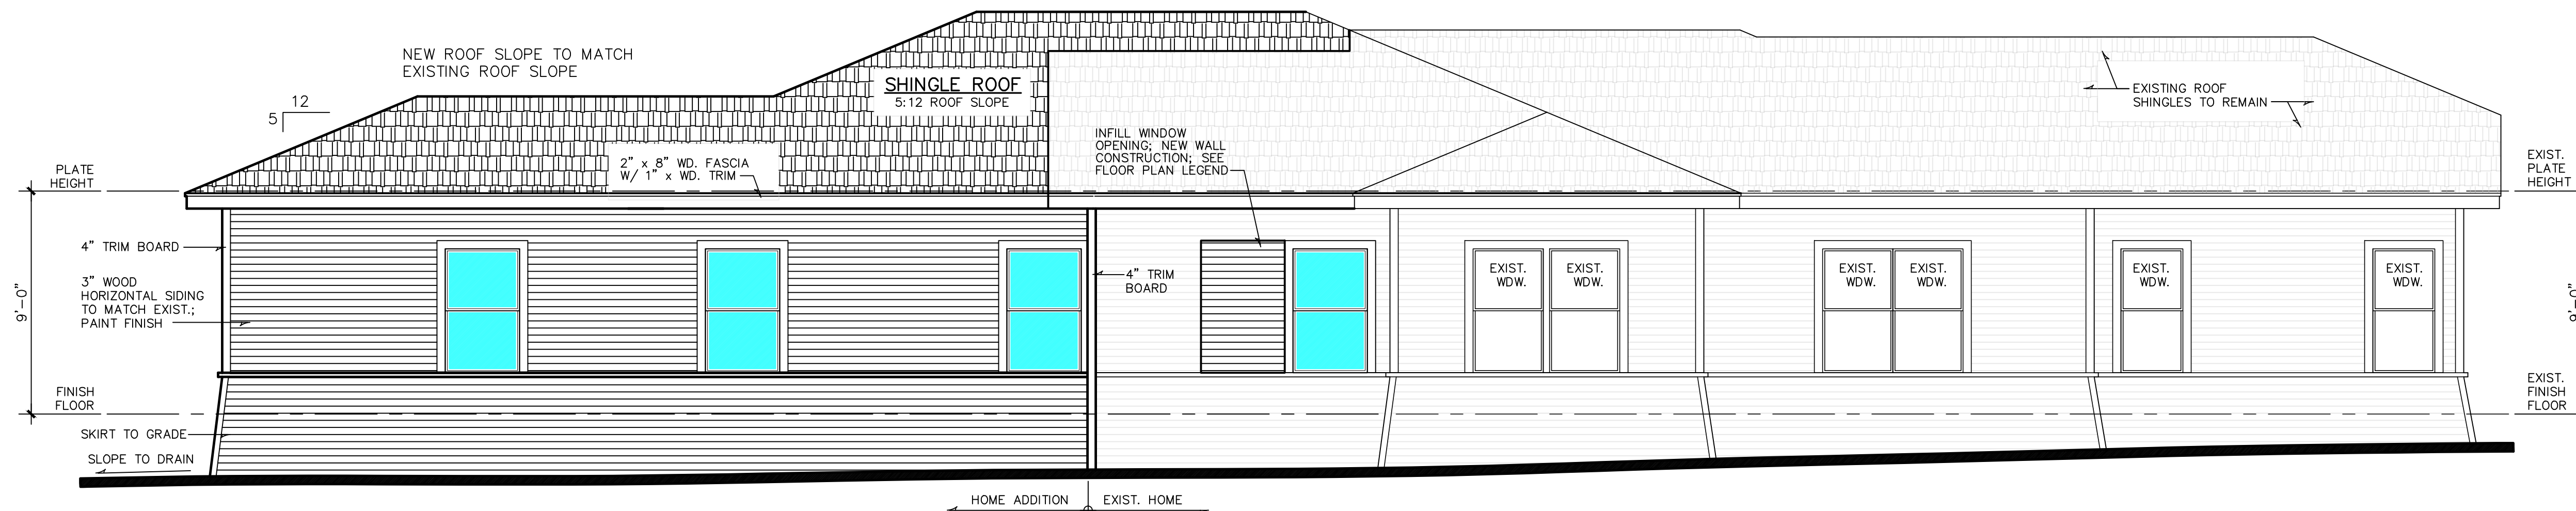 NEW ROOF SLOPE TO MATCH
EXISTING ROOF SLOPE
12
5
SHINGLE ROOF
5:12 ROOF SLOPE
EXISTING ROOF
SHINGLES TO REMAIN
INFILL WINDOW
OPENING; NEW WALL
CONSTRUCTION; SEE
FLOOR PLAN LEGEND
2" x 8" WD. FASCIA
W/ 1" x WD. TRIM
PLATE
HEIGHT
EXIST.
PLATE
HEIGHT
4" TRIM BOARD
3" WOOD
HORIZONTAL SIDING
TO MATCH EXIST.;
PAINT FINISH
9'-0"
4" TRIM
BOARD
EXIST.
WDW.
EXIST.
WDW.
EXIST.
WDW.
EXIST.
WDW.
EXIST.
WDW.
EXIST.
WDW.
9'-0"
FINISH
FLOOR
EXIST.
FINISH
FLOOR
SKIRT TO GRADE
SLOPE TO DRAIN
HOME ADDITION
EXIST. HOME